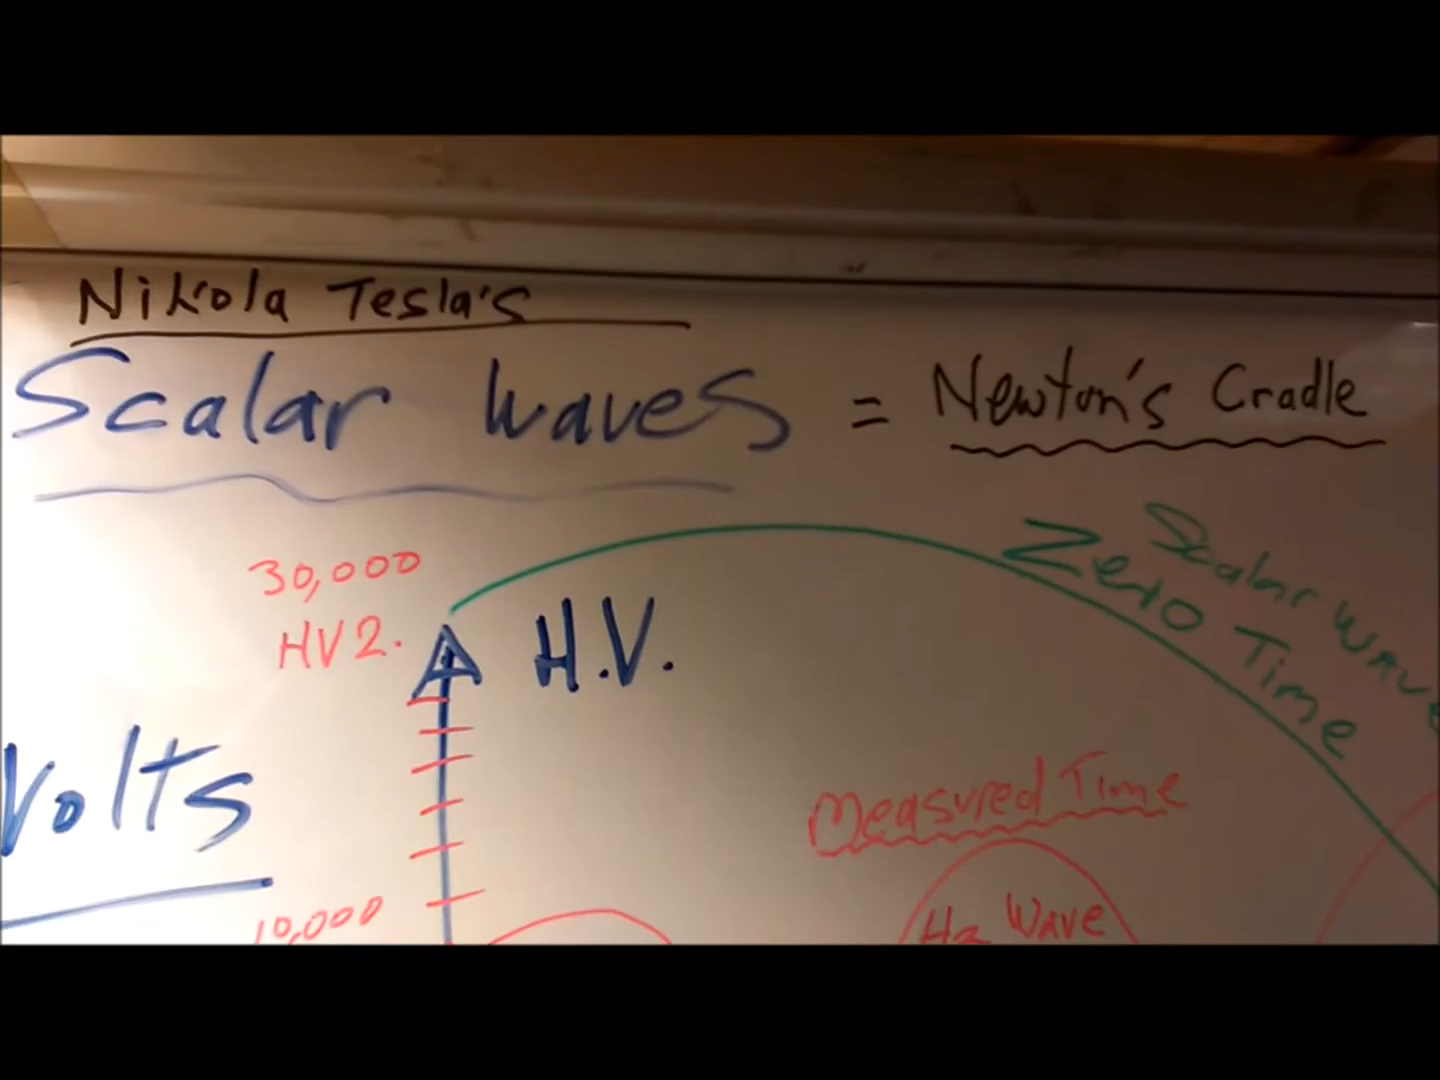 Nikola Tesla's
Scalar Waves = Newton's Cradle
Scalar Wave
Zero Time
30,000
HV2.
H.V.
Volts
Measured Time
10,000
Hz Wave